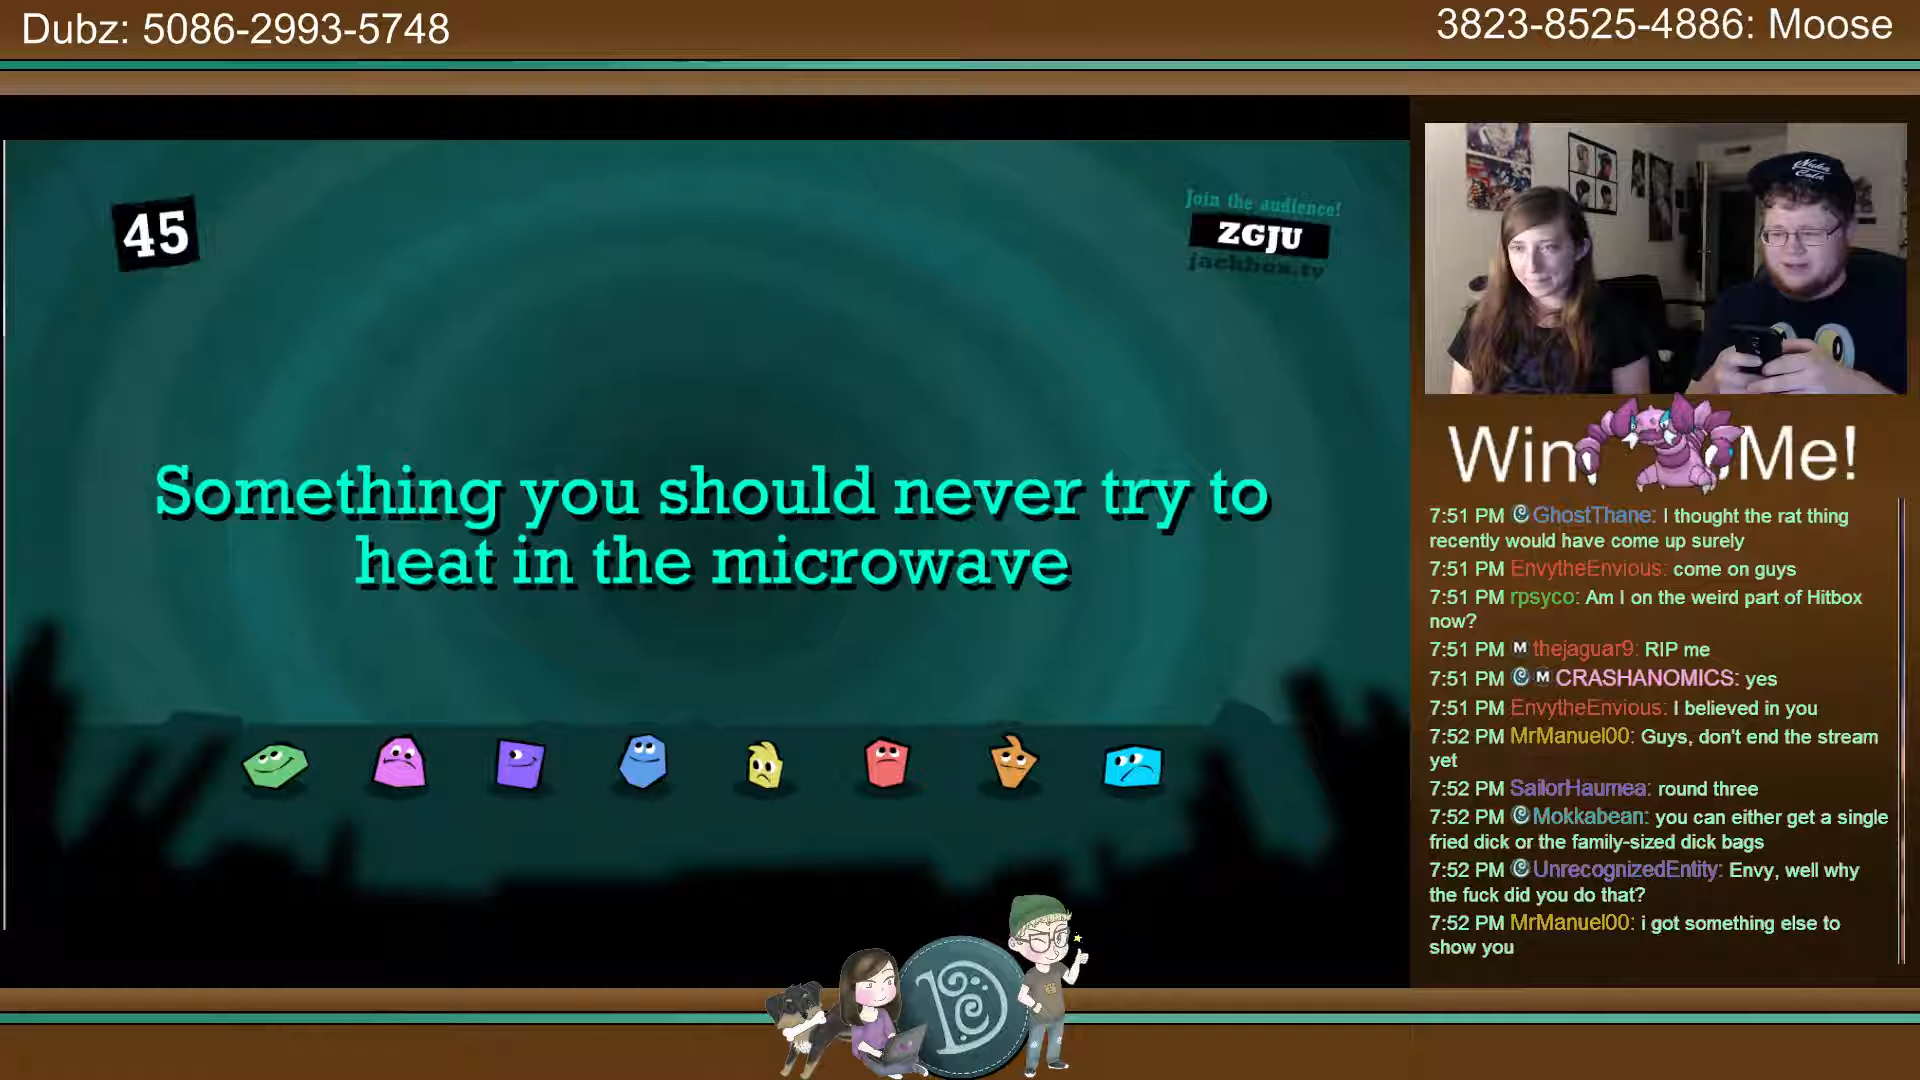 Dubz: 5086-2993-5748
3823-8525-4886: Moose
45
Join the audience!
ZGJU
jackbox.tv
Something you should never try to
heat in the microwave
Nuka
Cola
Win Me!
7:51 PM GhostThane: I thought the rat thing
recently would have come up surely
7:51 PM EnvytheEnvious: come on guys
7:51 PM rpsyco: Am I on the weird part of Hitbox
now?
7:51 PM M thejaguar9: RIP me
7:51 PM M CRASHANOMICS: yes
7:51 PM EnvytheEnvious: I believed in you
7:52 PM MrManuel00: Guys, don't end the stream
yet
7:52 PM SailorHaumea: round three
7:52 PM Mokkabean: you can either get a single
fried dick or the family-sized dick bags
7:52 PM UnrecognizedEntity: Envy, well why
the fuck did you do that?
7:52 PM MrManuel00: i got something else to
show you
D